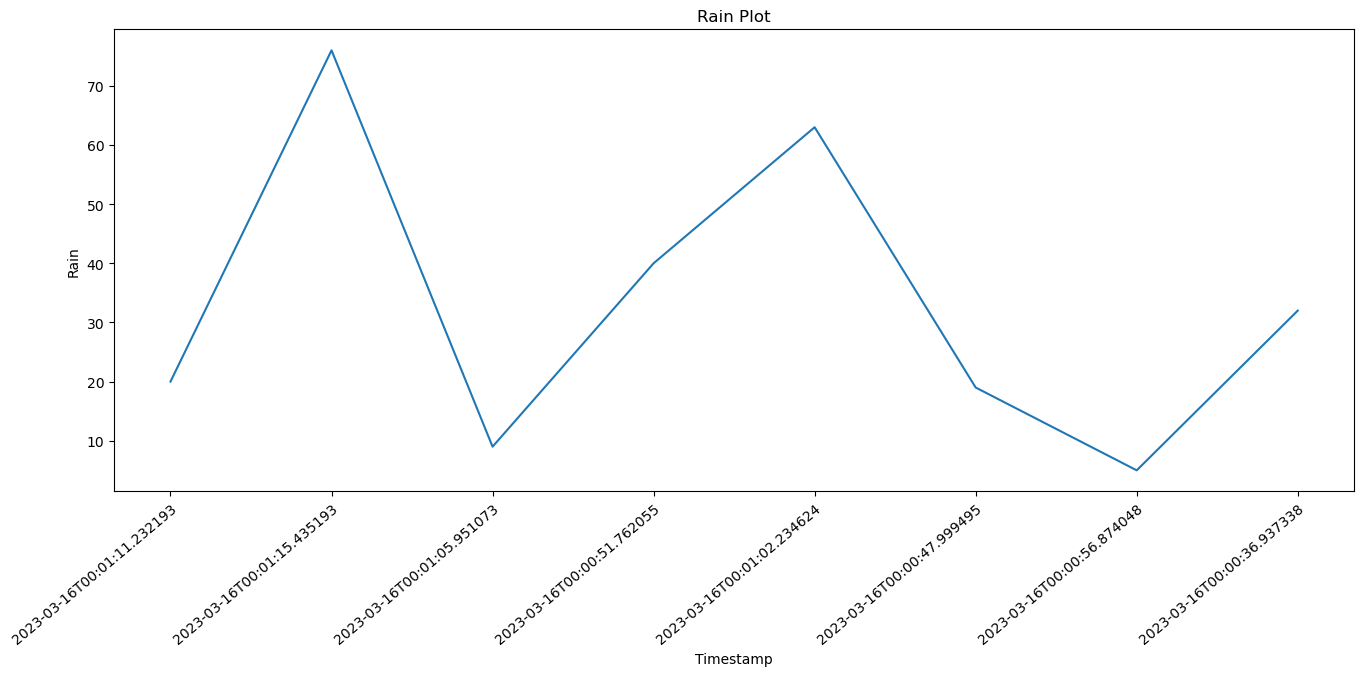 Rain Plot
70
60
50
40
30
20
10
Rain
2023-03-16T00:01:11.232193
2023-03-16T00:01:15.435193
2023-03-16T00:01:05.951073
2023-03-16T00:00:51.762055
2023-03-16T00:01:02.234624
2023-03-16T00:00:47.999495
2023-03-16T00:00:56.874048
2023-03-16T00:00:36.937338
Timestamp